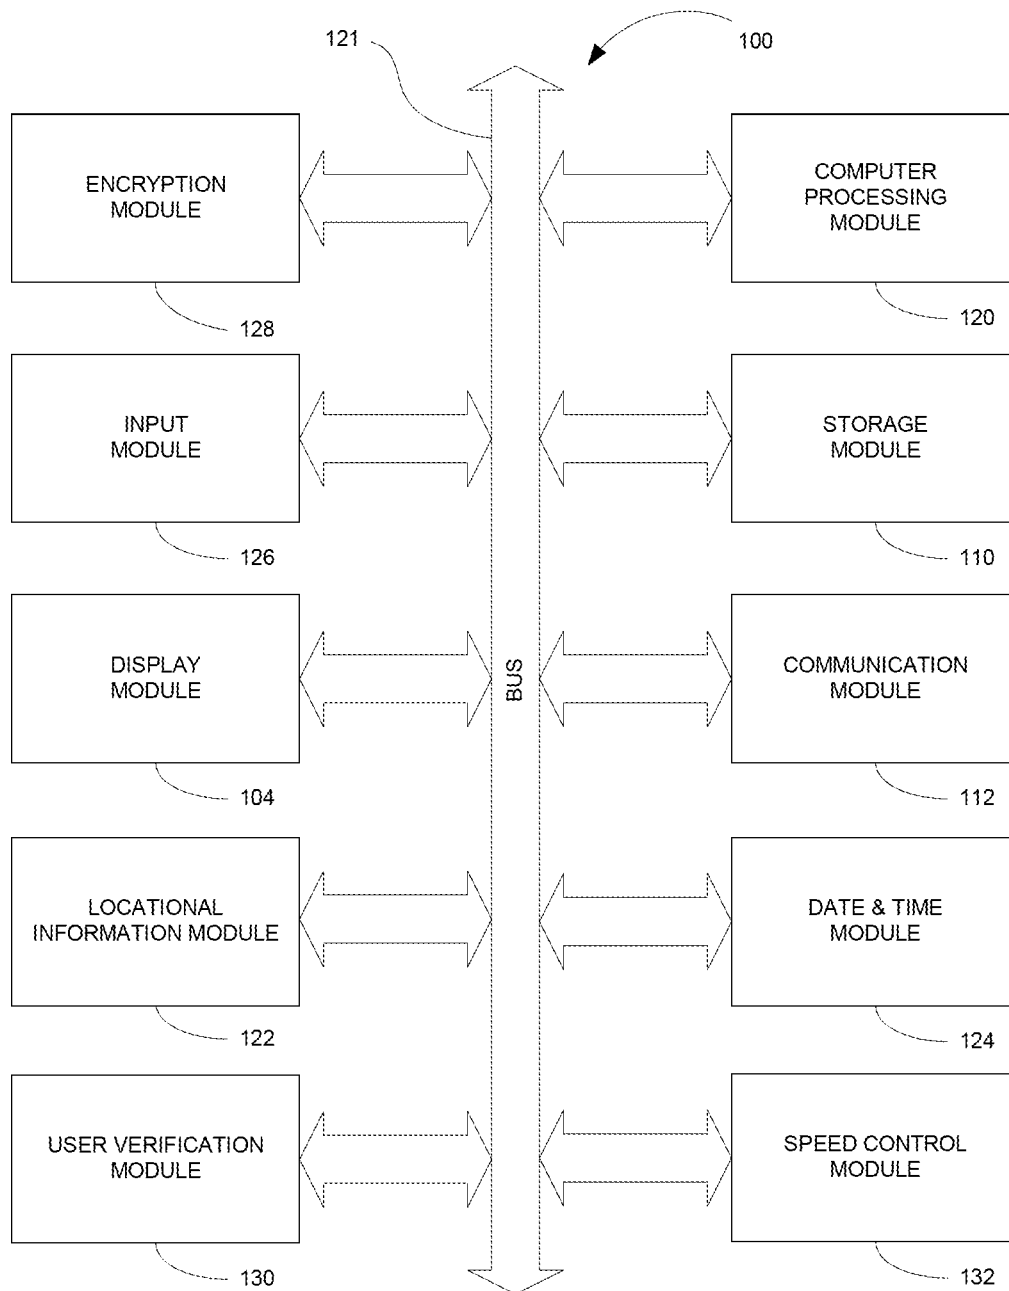 121
100
ENCRYPTION
MODULE
128
COMPUTER
PROCESSING
MODULE
120
INPUT
MODULE
126
STORAGE
MODULE
110
DISPLAY
MODULE
104
BUS
COMMUNICATION
MODULE
112
LOCATIONAL
INFORMATION MODULE
122
DATE & TIME
MODULE
124
USER VERIFICATION
MODULE
130
SPEED CONTROL
MODULE
132